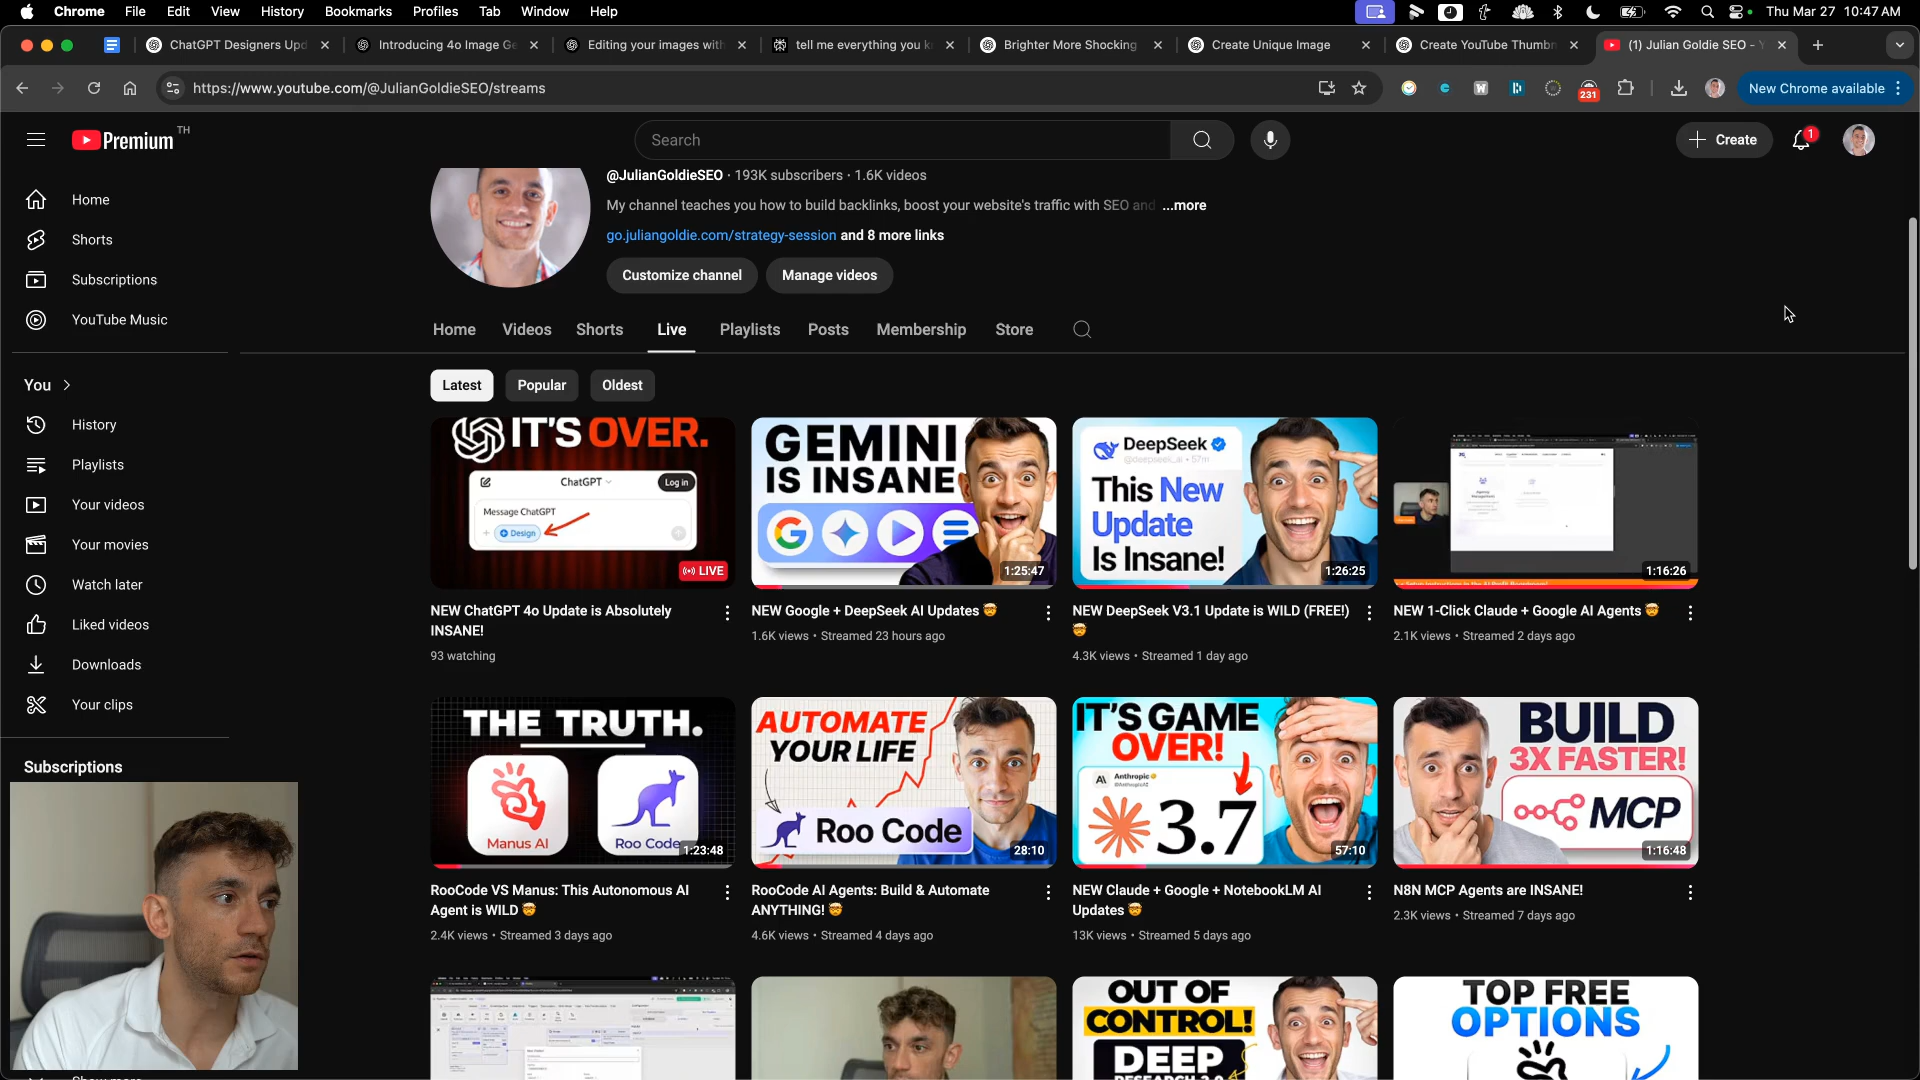 Chrome File Edit View History Bookmarks Profiles Tab Window Help Thu Mar 27 10:47 AM
ChatGPT Designers Upd Introducing 4o Image Ge Editing your images with tell me everything you k Brighter More Shocking Create Unique Image Create YouTube Thumbn (1) Julian Goldie SEO - Y
https://www.youtube.com/@JulianGoldieSEO/streams 231 New Chrome available
Premium TH
Search
Create
1
@JulianGoldieSEO · 193K subscribers · 1.6K videos
My channel teaches you how to build backlinks, boost your website's traffic with SEO and ...more
go.juliangoldie.com/strategy-session and 8 more links
Customize channel Manage videos
Home
Shorts
Subscriptions
YouTube Music
You
History
Playlists
Your videos
Your movies
Watch later
Liked videos
Downloads
Your clips
Subscriptions
Home Videos Shorts Live Playlists Posts Membership Store
Latest Popular Oldest
IT'S OVER.
ChatGPT
Log in
Message ChatGPT
Design
LIVE
NEW ChatGPT 4o Update is Absolutely
INSANE!
93 watching
GEMINI
IS INSANE
1:25:47
NEW Google + DeepSeek AI Updates 🤯
1.6K views • Streamed 23 hours ago
DeepSeek
@deepseek_ai • 57m
This New
Update
Is Insane!
1:26:25
NEW DeepSeek V3.1 Update is WILD (FREE!)
🤯
4.3K views • Streamed 1 day ago
1:16:26
NEW 1-Click Claude + Google AI Agents 🤯
2.1K views • Streamed 2 days ago
THE TRUTH.
Manus AI
Roo Code
1:23:48
RooCode VS Manus: This Autonomous AI
Agent is WILD 🤯
2.4K views • Streamed 3 days ago
AUTOMATE
YOUR LIFE
Roo Code
28:10
RooCode AI Agents: Build & Automate
ANYTHING! 🤯
4.6K views • Streamed 4 days ago
IT'S GAME
OVER!
Anthropic
@AnthropicAI
3.7
57:10
NEW Claude + Google + NotebookLM AI
Updates 🤯
13K views • Streamed 5 days ago
BUILD
3X FASTER!
MCP
1:16:48
N8N MCP Agents are INSANE!
2.3K views • Streamed 7 days ago
OUT OF
CONTROL!
DEEP
TOP FREE
OPTIONS